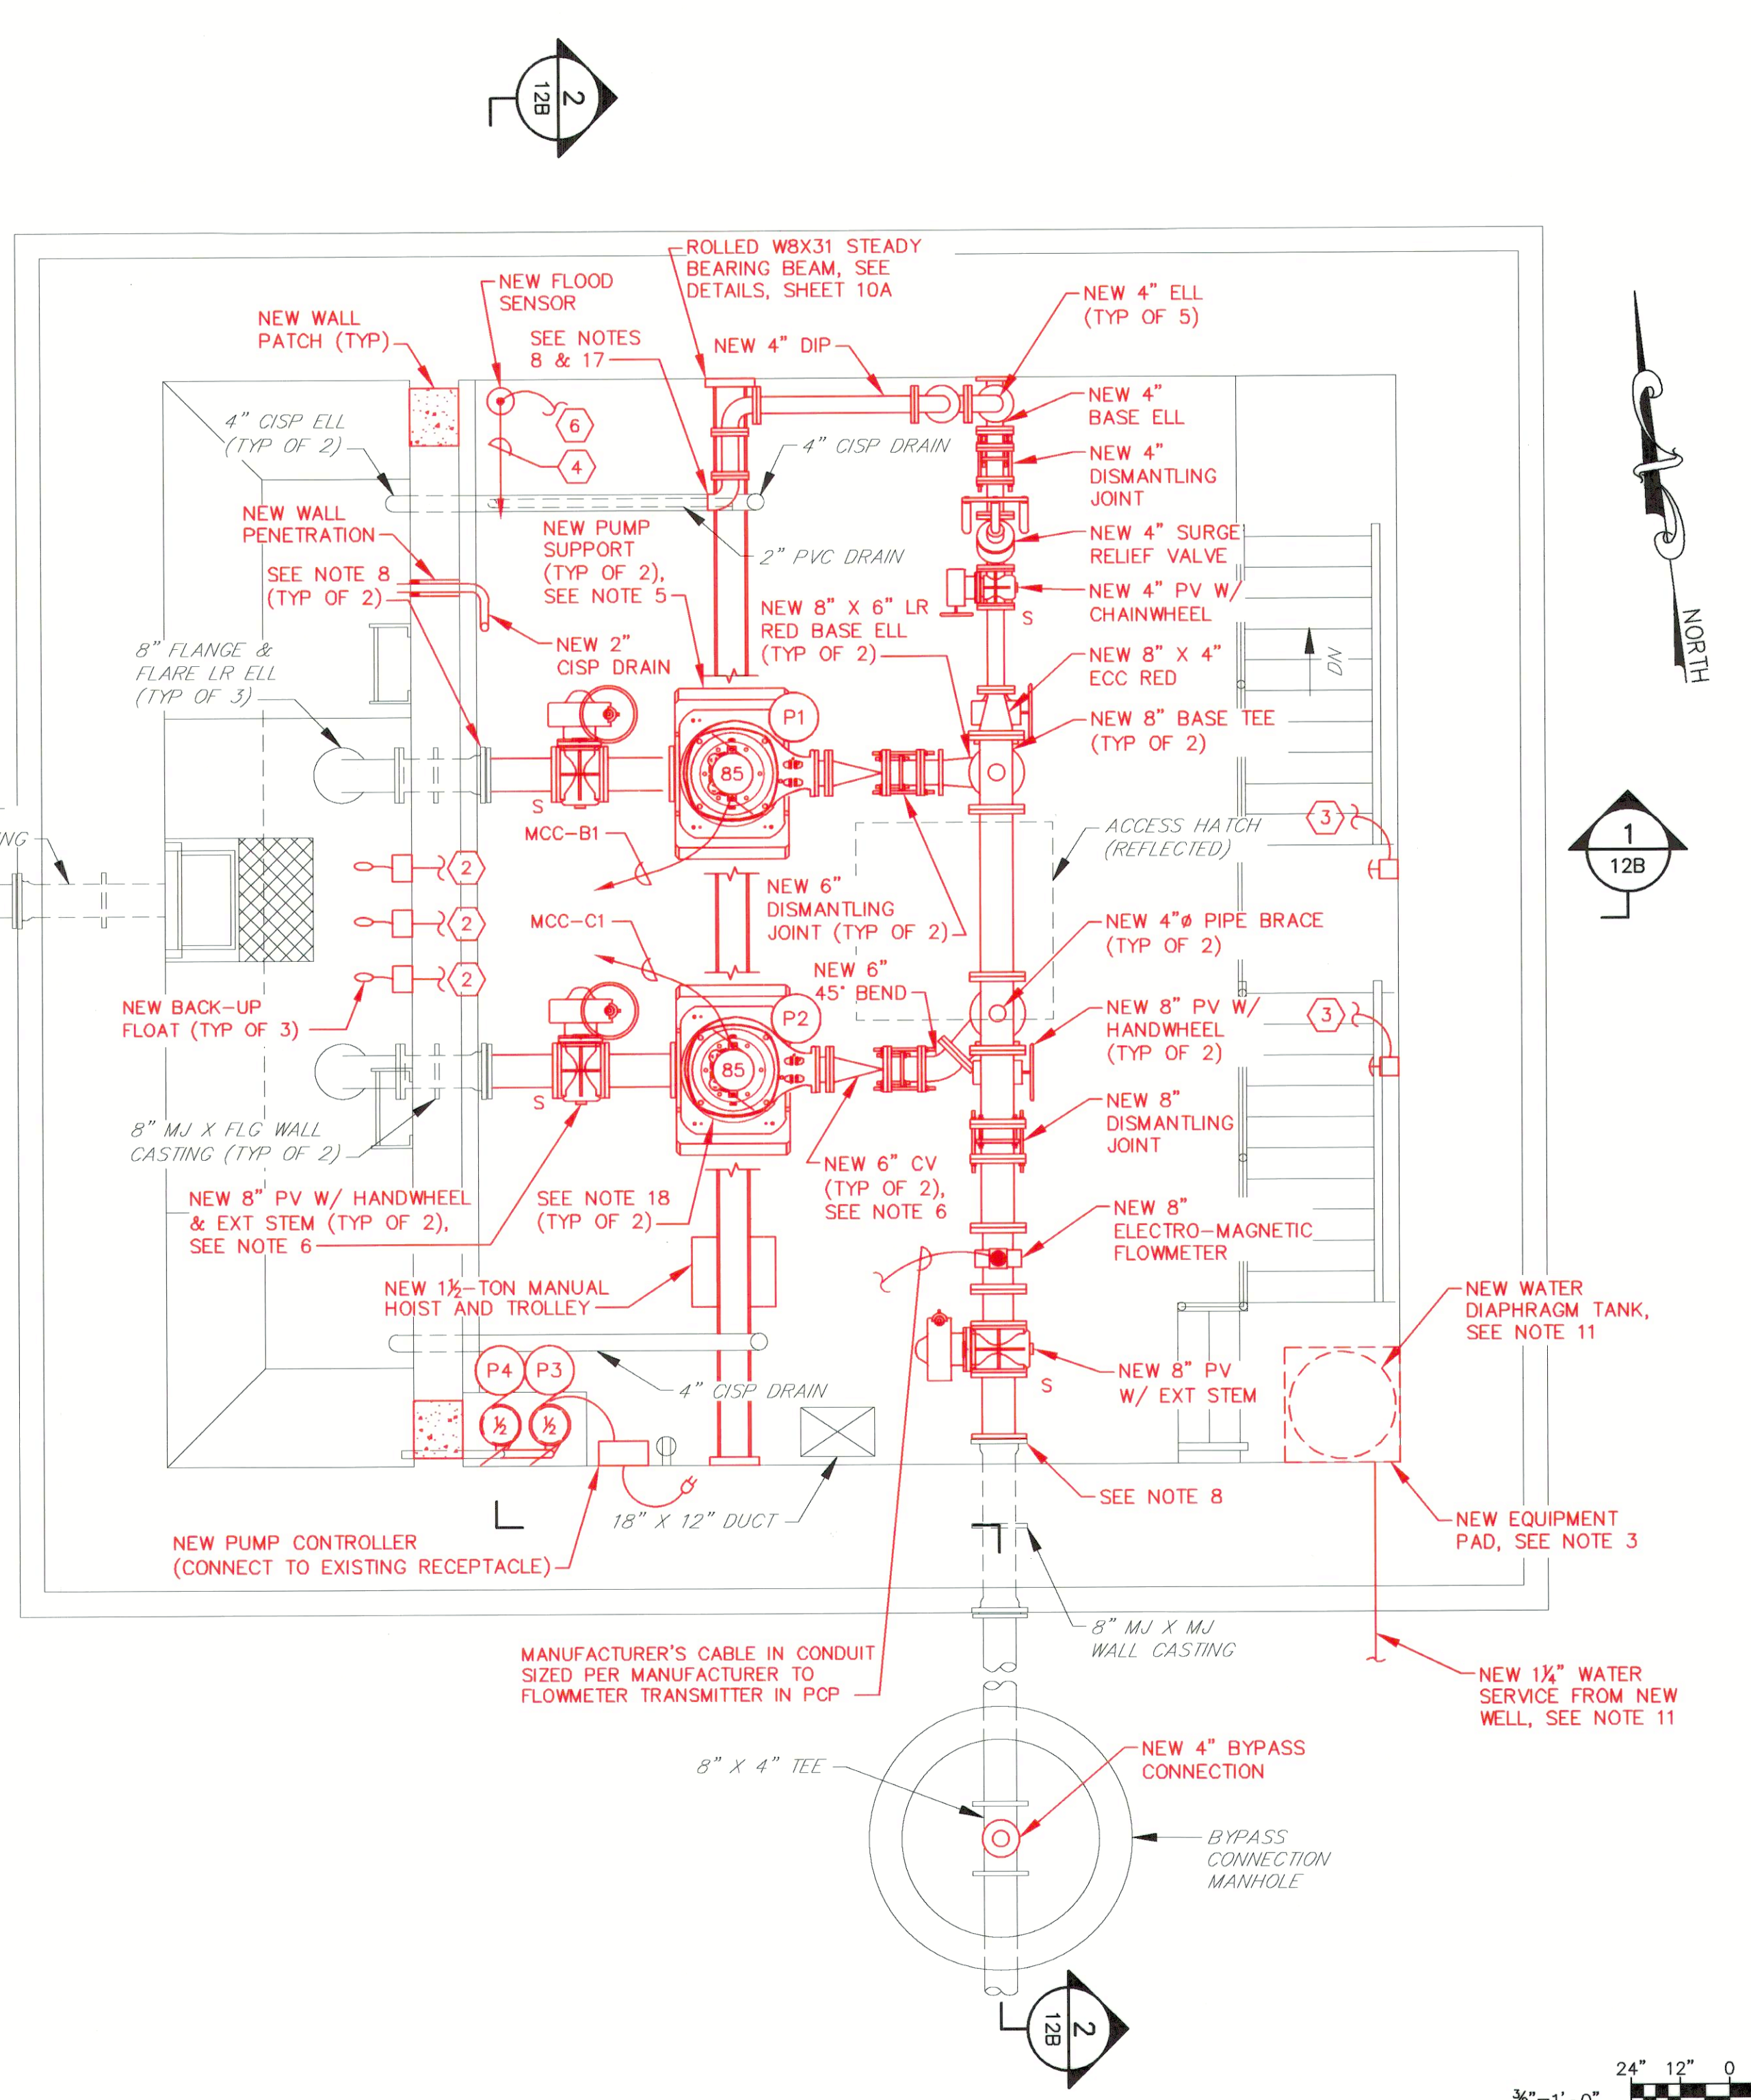 2
12B
ROLLED W8X31 STEADY
BEARING BEAM, SEE
DETAILS, SHEET 10A
NEW FLOOD
SENSOR
NEW 4" ELL
(TYP OF 5)
NEW WALL
PATCH (TYP)
SEE NOTES
8 & 17
NEW 4" DIP
4" CISP ELL
(TYP OF 2)
6
4
4" CISP DRAIN
NEW 4"
BASE ELL
NEW 4"
DISMANTLING
JOINT
NEW WALL
PENETRATION
NEW PUMP
SUPPORT
(TYP OF 2),
SEE NOTE 5
2" PVC DRAIN
NEW 4" SURGE
RELIEF VALVE
SEE NOTE 8
(TYP OF 2)
NEW 8" X 6" LR
RED BASE ELL
(TYP OF 2)
NEW 4" PV W/
CHAINWHEEL
S
8" FLANGE &
FLARE LR ELL
(TYP OF 3)
NEW 2"
CISP DRAIN
NEW 8" X 4"
ECC RED
DN
NORTH
P1
NEW 8" BASE TEE
(TYP OF 2)
85
S
MCC-B1
NG
ACCESS HATCH
(REFLECTED)
3
1
12B
2
NEW 6"
DISMANTLING
JOINT (TYP OF 2)
2
MCC-C1
NEW 4"ø PIPE BRACE
(TYP OF 2)
2
NEW 6"
45° BEND
NEW BACK-UP
FLOAT (TYP OF 3)
P2
NEW 8" PV W/
HANDWHEEL
(TYP OF 2)
3
85
S
8" MJ X FLG WALL
CASTING (TYP OF 2)
NEW 8"
DISMANTLING
JOINT
NEW 8" PV W/ HANDWHEEL
& EXT STEM (TYP OF 2),
SEE NOTE 6
SEE NOTE 18
(TYP OF 2)
NEW 6" CV
(TYP OF 2),
SEE NOTE 6
NEW 8"
ELECTRO-MAGNETIC
FLOWMETER
NEW 1½-TON MANUAL
HOIST AND TROLLEY
NEW WATER
DIAPHRAGM TANK,
SEE NOTE 11
P4
P3
4" CISP DRAIN
NEW 8" PV
W/ EXT STEM
S
½
½
18" X 12" DUCT
SEE NOTE 8
NEW PUMP CONTROLLER
(CONNECT TO EXISTING RECEPTACLE)
NEW EQUIPMENT
PAD, SEE NOTE 3
8" MJ X MJ
WALL CASTING
MANUFACTURER'S CABLE IN CONDUIT
SIZED PER MANUFACTURER TO
FLOWMETER TRANSMITTER IN PCP
NEW 1¼" WATER
SERVICE FROM NEW
WELL, SEE NOTE 11
8" X 4" TEE
NEW 4" BYPASS
CONNECTION
BYPASS
CONNECTION
MANHOLE
2
12B
24" 12" 0